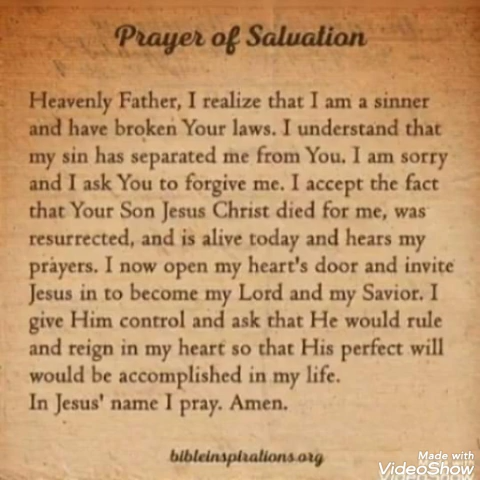 Prayer of Salvation
Heavenly Father, I realize that I am a sinner
and have broken Your laws. I understand that
my sin has separated me from You. I am sorry
and I ask You to forgive me. I accept the fact
that Your Son Jesus Christ died for me, was
resurrected, and is alive today and hears my
prayers. I now open my heart's door and invite
Jesus in to become my Lord and my Savior. I
give Him control and ask that He would rule
and reign in my heart so that His perfect will
would be accomplished in my life.
In Jesus' name I pray. Amen.
bibleinspirations.org
Made with
VideoShow